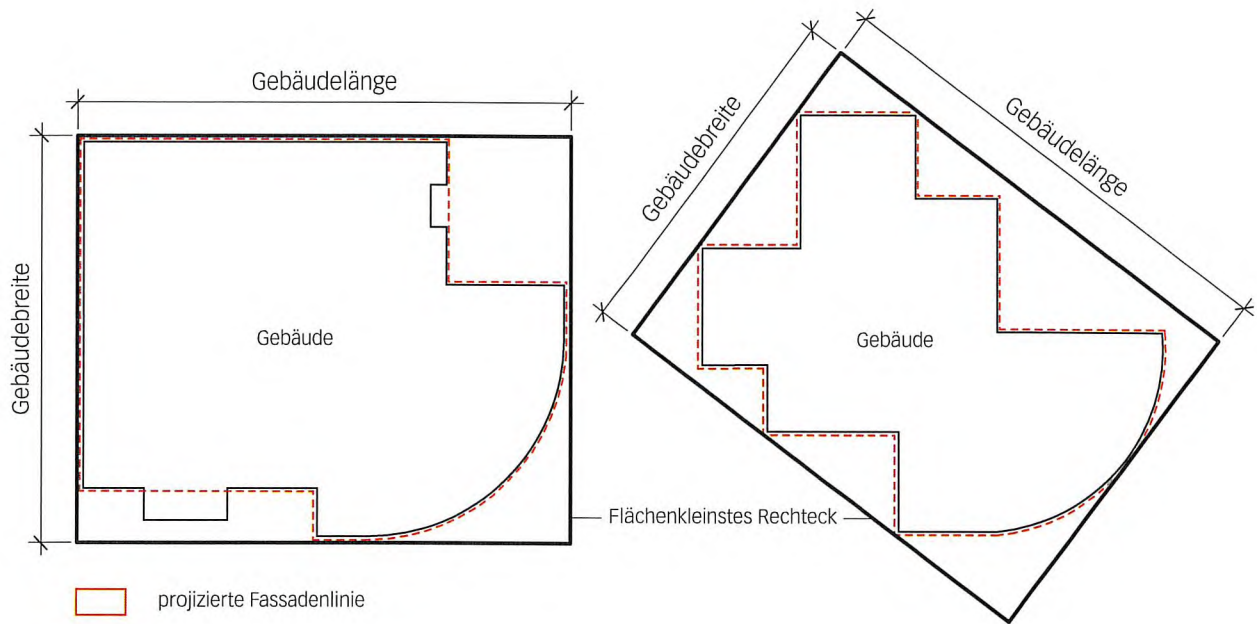 Gebäudelänge
Gebäudebreite
Gebäude
Gebäudebreite
Gebäudelänge
Gebäude
Flächenkleinstes Rechteck
projizierte Fassadenlinie